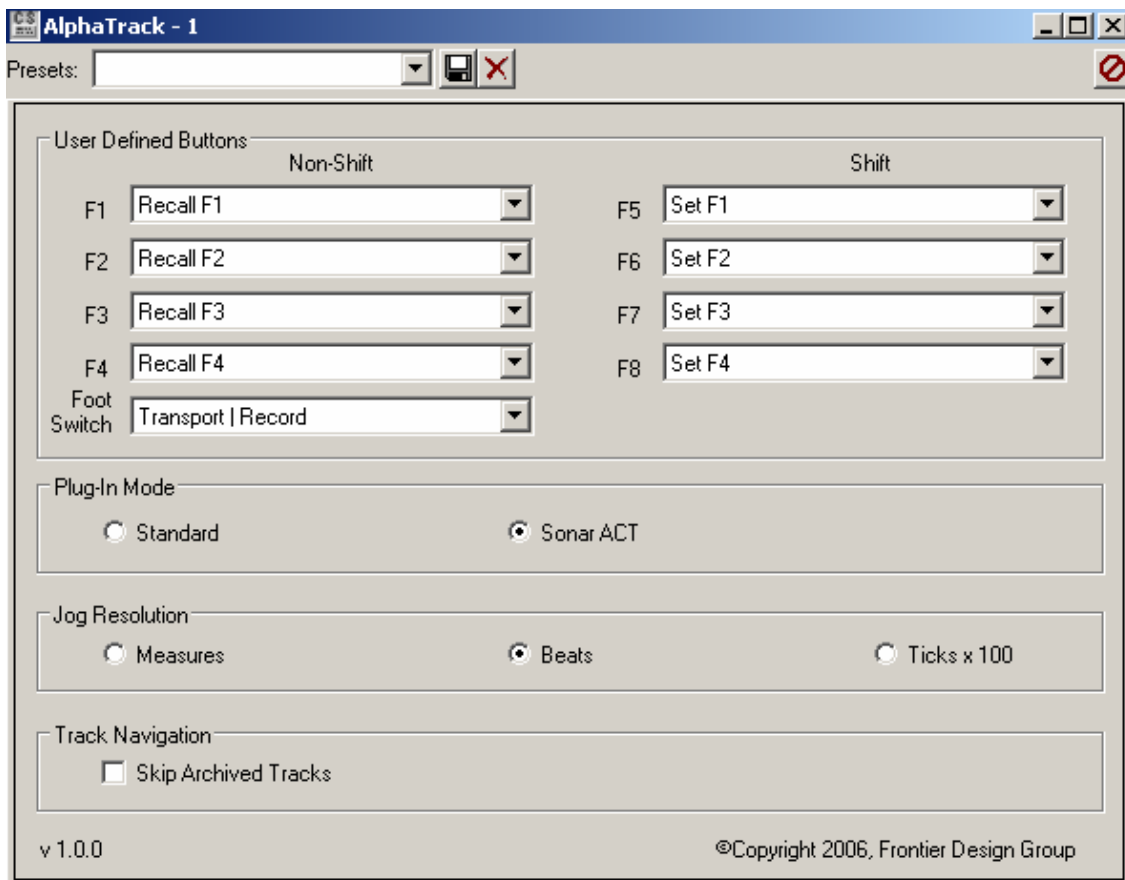 AlphaTrack - 1
Presets:
User Defined Buttons
Non-Shift Shift
F1 Recall F1 F5 Set F1
F2 Recall F2 F6 Set F2
F3 Recall F3 F7 Set F3
F4 Recall F4 F8 Set F4
Foot
Switch Transport | Record
Plug-In Mode
Standard Sonar ACT
Jog Resolution
Measures Beats Ticks x 100
Track Navigation
Skip Archived Tracks
v 1.0.0 ©Copyright 2006, Frontier Design Group